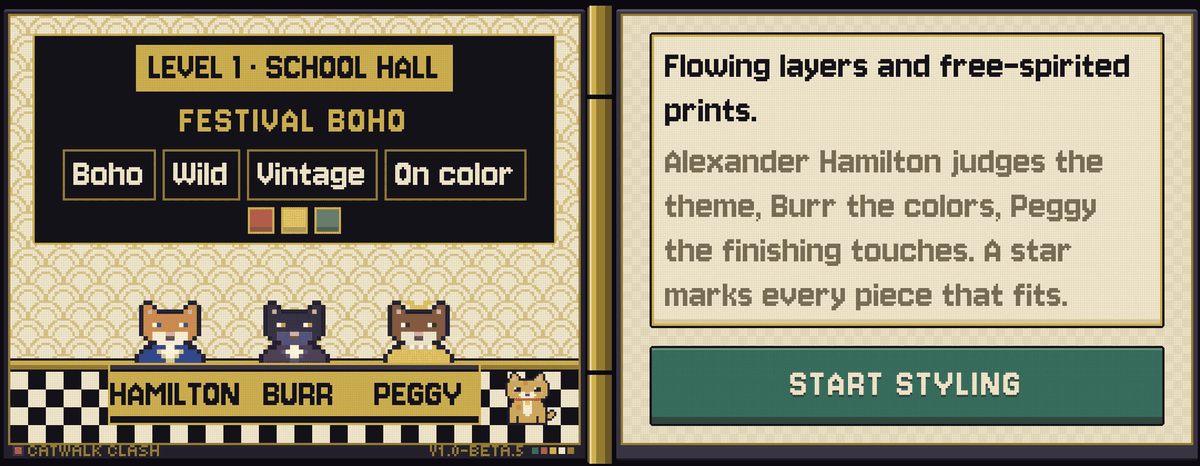 LEVEL 1 · SCHOOL HALL
FESTIVAL BOHO
Boho Wild Vintage On color
HAMILTON BURR PEGGY
CATWALK CLASH V1.0-BETA.5
Flowing layers and free-spirited
prints.
Alexander Hamilton judges the
theme, Burr the colors, Peggy
the finishing touches. A star
marks every piece that fits.
START STYLING